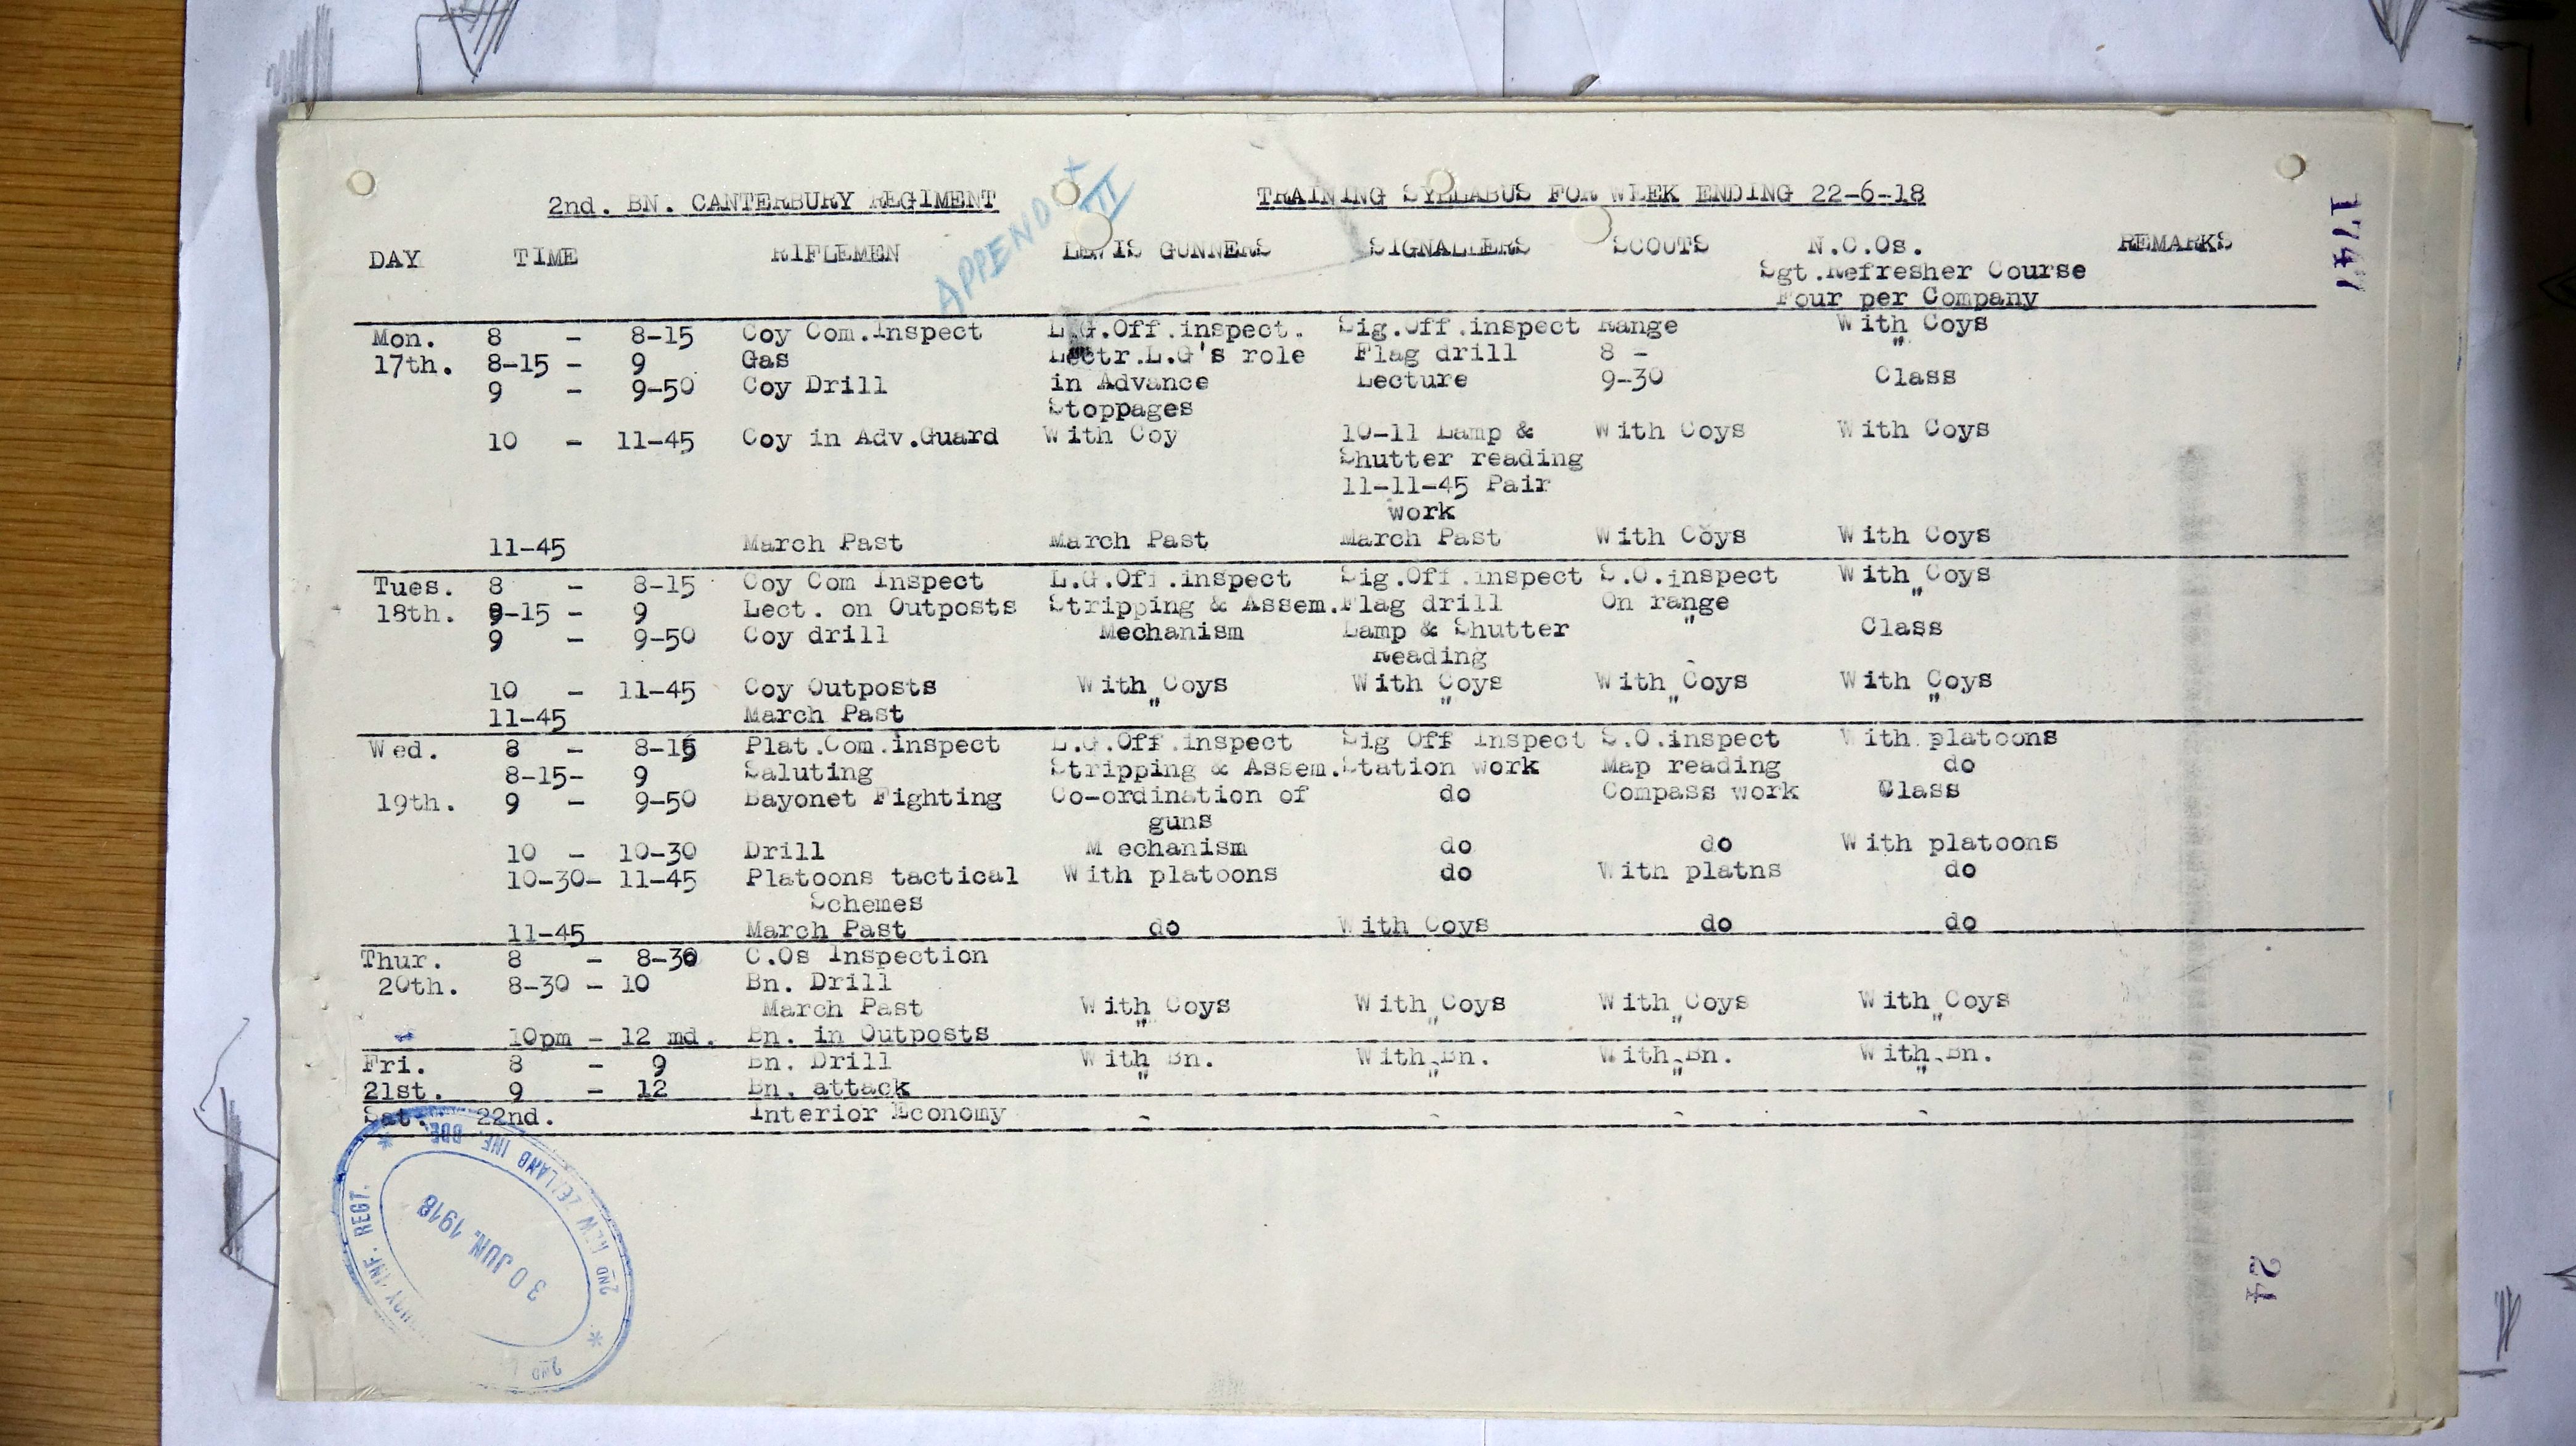 2nd. BN. CANTERBURY REGIMENT TRAINING SYLLABUS FOR WEEK ENDING 22-6-18
APPENDIX III
1747
DAY TIME RIFLEMEN LEWIS GUNNERS SIGNALLERS SCOUTS N.C.Os. REMARKS
Sgt.Refresher Course
Four per Company
Mon. 8 - 8-15 Coy Com.Inspect L.G.Off.inspect. Sig.Off.inspect Range With Coys
17th. 8-15 - 9 Gas Lectr.L.G's role Flag drill 8 - "
9 - 9-50 Coy Drill in Advance Lecture 9-30 Class
Stoppages
10 - 11-45 Coy in Adv.Guard With Coy 10-11 Lamp & With Coys With Coys
Shutter reading
11-11-45 Pair
work
11-45 March Past March Past March Past With Coys With Coys
Tues. 8 - 8-15 Coy Com Inspect L.G.Off.inspect Sig.Off.inspect S.O.inspect With Coys
18th. 9-15 - 9 Lect. on Outposts Stripping & Assem. Flag drill On range "
9 - 9-50 Coy drill Mechanism Lamp & Shutter " Class
Reading
10 - 11-45 Coy Outposts With Coys With Coys With Coys With Coys
11-45 March Past " " " "
Wed. 8 - 8-15 Plat.Com.inspect L.G.Off.inspect Sig Off Inspect S.O.inspect With platoons
8-15- 9 Saluting Stripping & Assem. Station work Map reading do
19th. 9 - 9-50 Bayonet Fighting Co-ordination of do Compass work Class
guns
10 - 10-30 Drill M echanism do do With platoons
10-30- 11-45 Platoons tactical With platoons do With platns do
Schemes
11-45 March Past do With Coys do do
Thur. 8 - 8-30 C.Os Inspection
20th. 8-30 - 10 Bn. Drill
March Past With Coys With Coys With Coys With Coys
10pm - 12 md. Bn. in Outposts " " " "
Fri. 8 - 9 Bn. Drill With Bn. With Bn. With Bn. With Bn.
21st. 9 - 12 Bn. attack " " " "
Sat. 22nd. Interior Economy - - - -
2ND NEW ZEALAND INF. BDE.
30 JUN. 1918
INF. REGT.
2ND
24